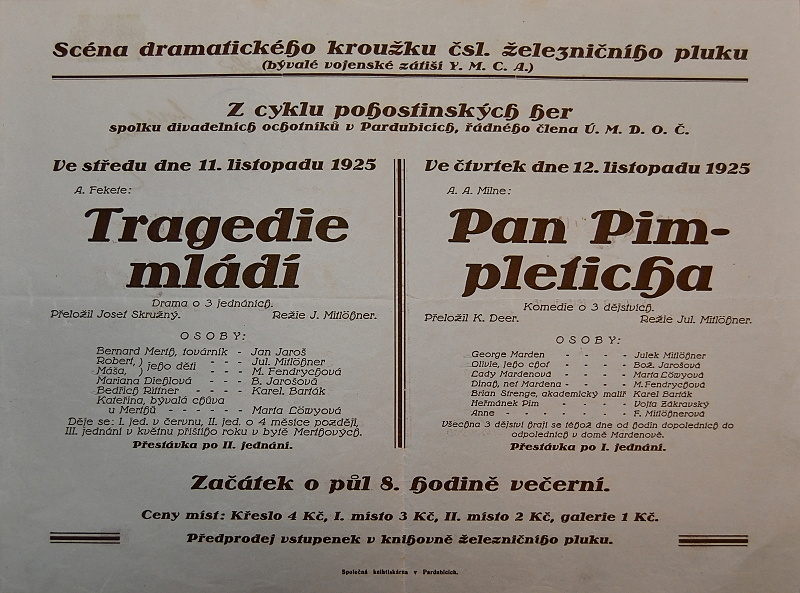 Scéna dramatického kroužku čsl. železničního pluku
(bývalé vojenské zátiší Y. M. C. A.)
Z cyklu pohostinských her
spolku divadelních ochotníků v Pardubicích, řádného člena Ú. M. D. O. Č.
Ve středu dne 11. listopadu 1925
A. Fekete:
Tragedie
mládí
Drama o 3 jednáních.
Přeložil Josef Skružný. Režie J. Mitlöhner.
OSOBY:
Bernard Merth, továrník - Jan Jaroš
Robert, } jeho děti - - - Jul. Mitlöhner
Máša, } M. Fendrychová
Mariana Diehlová - - B. Jarošová
Bedřich Rittner - - - - Karel. Barták
Kateřina, bývalá chůva
u Merthů - - - - - - Marta Löwyová
Děje se: I. jed. v červnu, II. jed. o 4 měsíce později,
III. jednání v květnu příštího roku v bytě Merthových.
Přestávka po II. jednání.
Ve čtvrtek dne 12. listopadu 1925
A. A. Milne:
Pan Pim-
pleticha
Komedie o 3 dějstvích.
Přeložil K. Deer. Režie Jul. Mitlöhner.
OSOBY:
George Marden - - - - - Julek Mitlöhner
Olivie, jeho choť - - - - Bož. Jarošová
Lady Mardenová - - - - Marta Löwyová
Dinah, neť Mardena - - - - M. Fendrychová
Brian Strenge, akademický malíř Karel Barták
Heřmánek Pim - - - - - Vojta Zákravský
Anne - - - - - - F. Mitlöhnerová
Všechna 3 dějství hrají se téhož dne od hodin dopoledních do
odpoledních v domě Mardenově.
Přestávka po I. jednání.
Začátek o půl 8. hodině večerní.
Ceny míst: Křeslo 4 Kč, I. místo 3 Kč, II. místo 2 Kč, galerie 1 Kč.
Předprodej vstupenek v knihovně železničního pluku.
Společná knihtiskárna v Pardubicích.